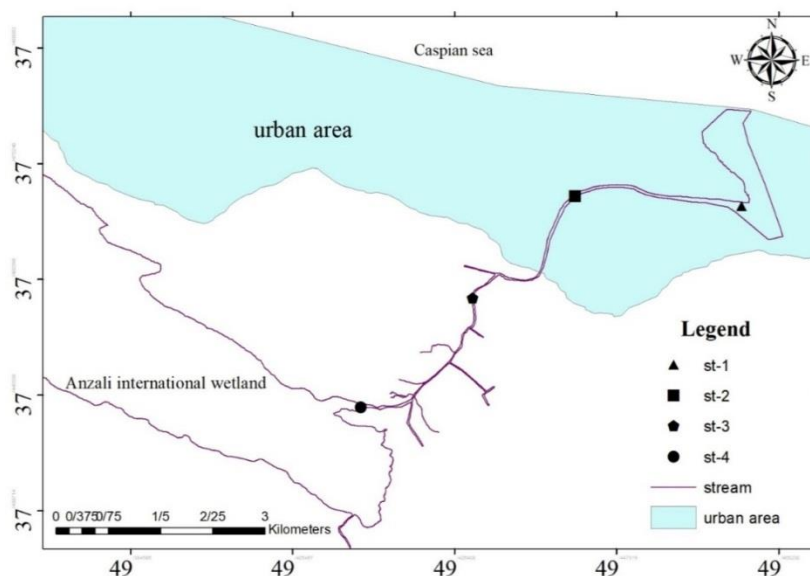 Caspian sea
N
W E
S
urban area
37
37
37
37
37
Anzali international wetland
Legend
st-1
st-2
st-3
st-4
stream
urban area
0 0/375 0/75 1/5 2/25 3
Kilometers
49 49 49 49 49